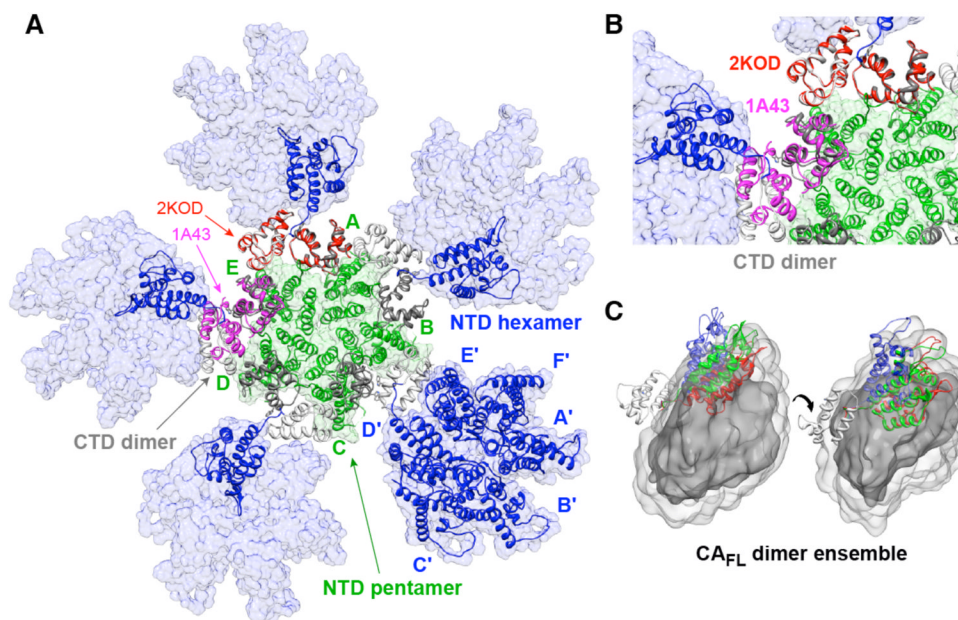 A
2KOD
1A43
A
E
B
NTD hexamer
D
E'
F'
CTD dimer
D'
A'
C
B'
C'
NTD pentamer
B
2KOD
1A43
CTD dimer
C
CA_FL dimer ensemble